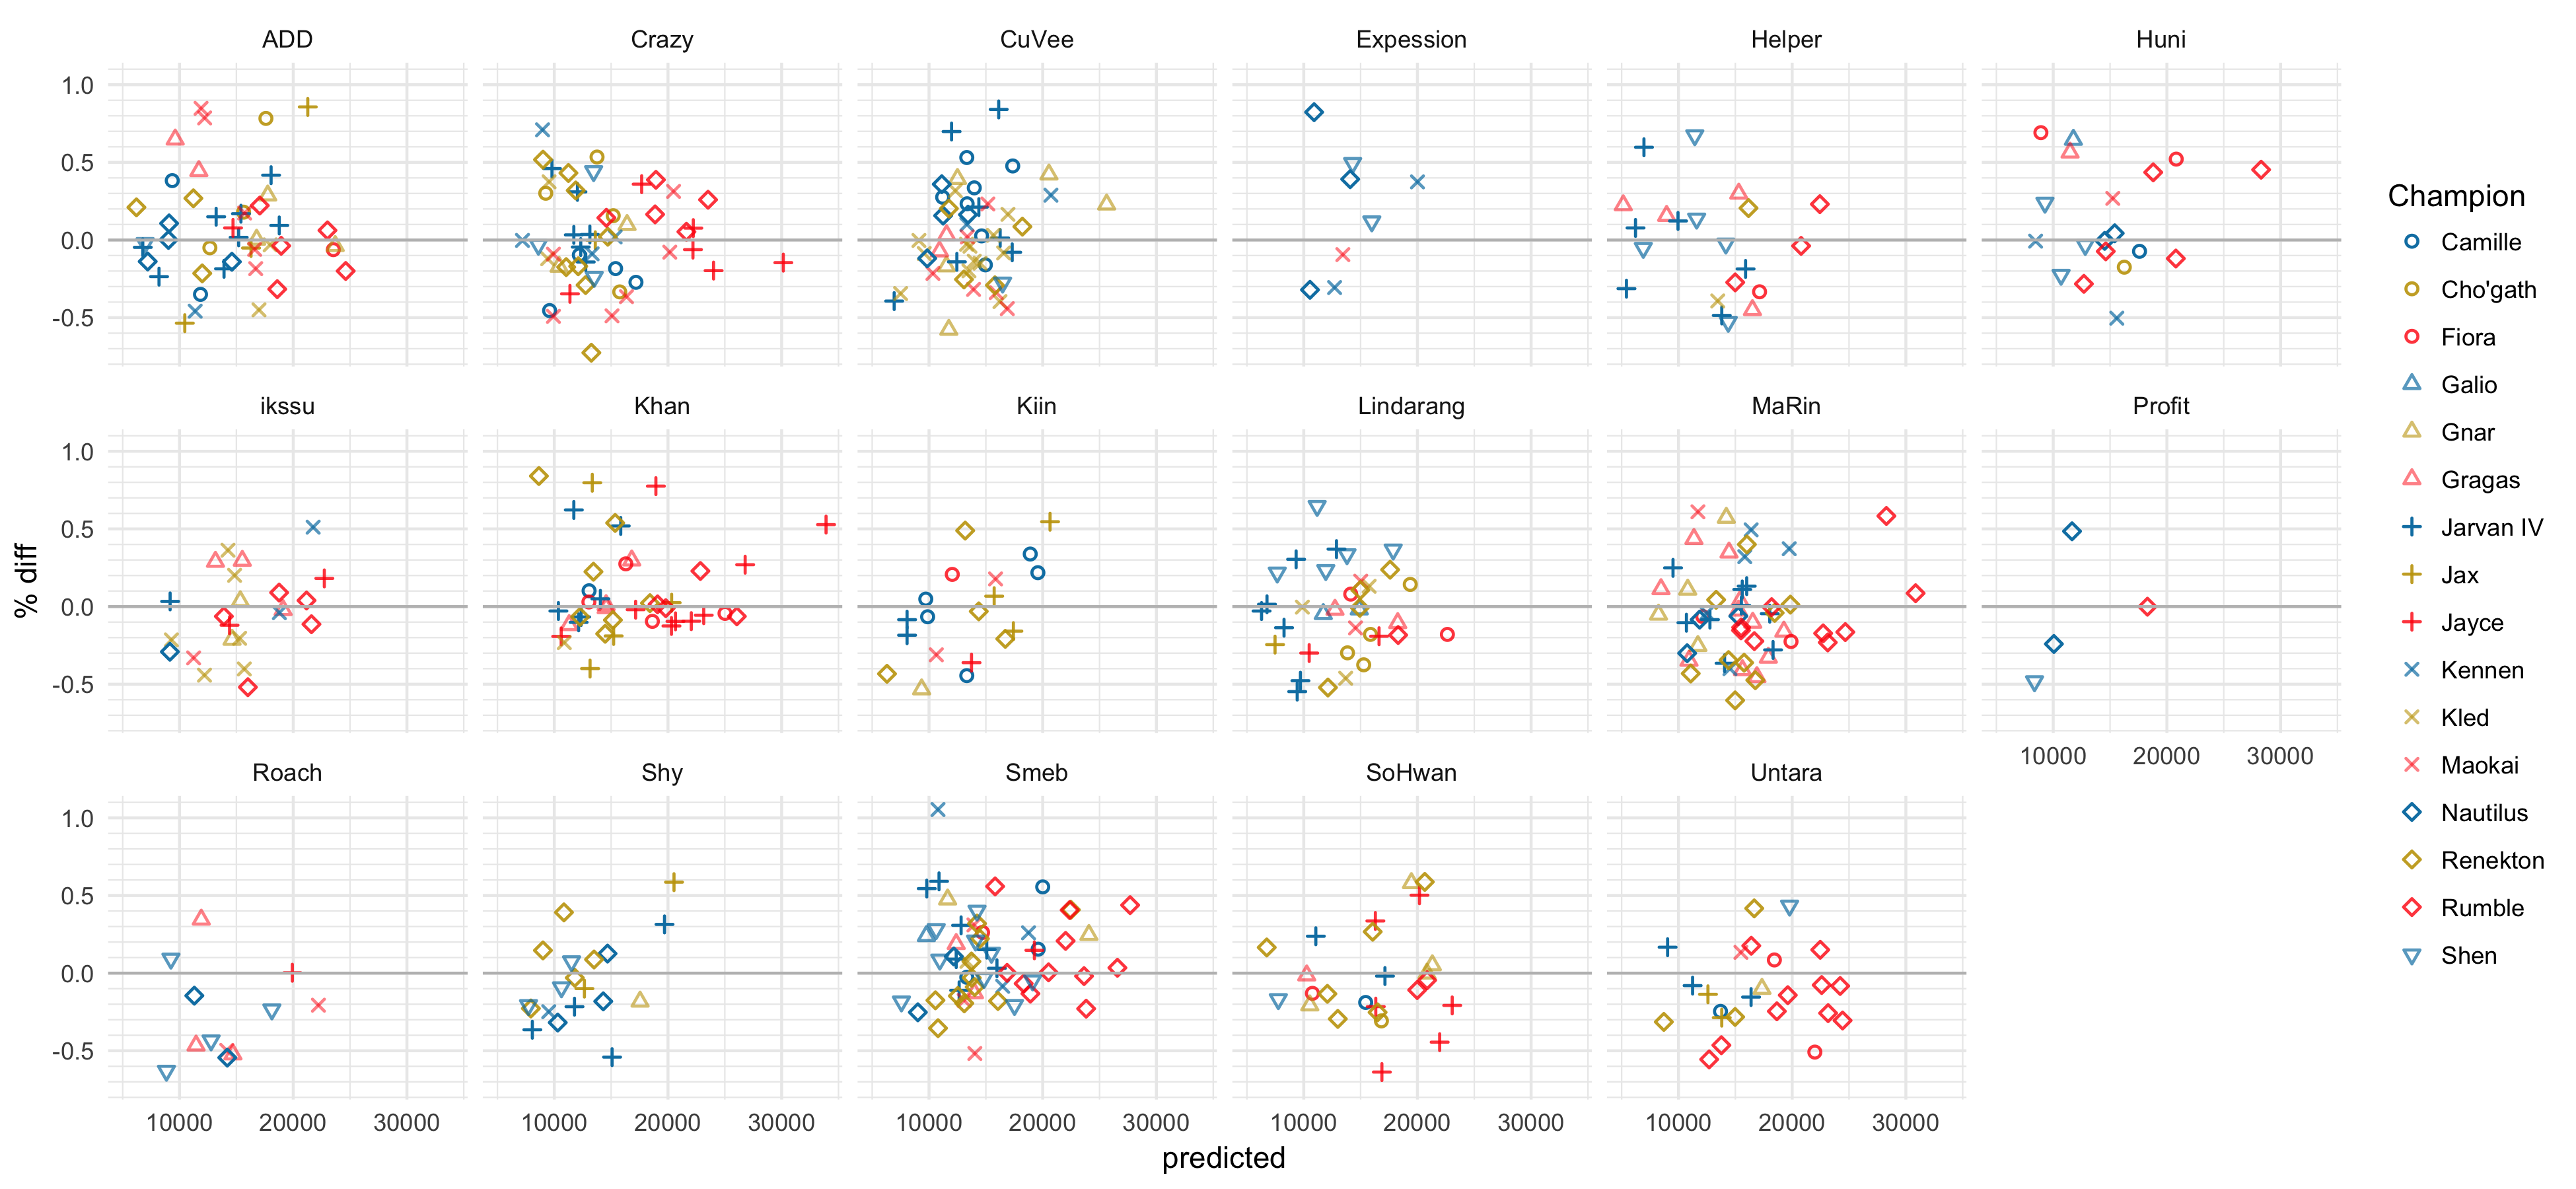 ADD Crazy CuVee Expession Helper Huni
1.0
0.5
0.0
-0.5
ikssu Khan Kiin Lindarang MaRin Profit
1.0
0.5
0.0
-0.5
10000 20000 30000
Roach Shy Smeb SoHwan Untara
1.0
0.5
0.0
-0.5
10000 20000 30000 10000 20000 30000 10000 20000 30000 10000 20000 30000 10000 20000 30000
predicted
% diff
Champion
Camille
Cho'gath
Fiora
Galio
Gnar
Gragas
Jarvan IV
Jax
Jayce
Kennen
Kled
Maokai
Nautilus
Renekton
Rumble
Shen